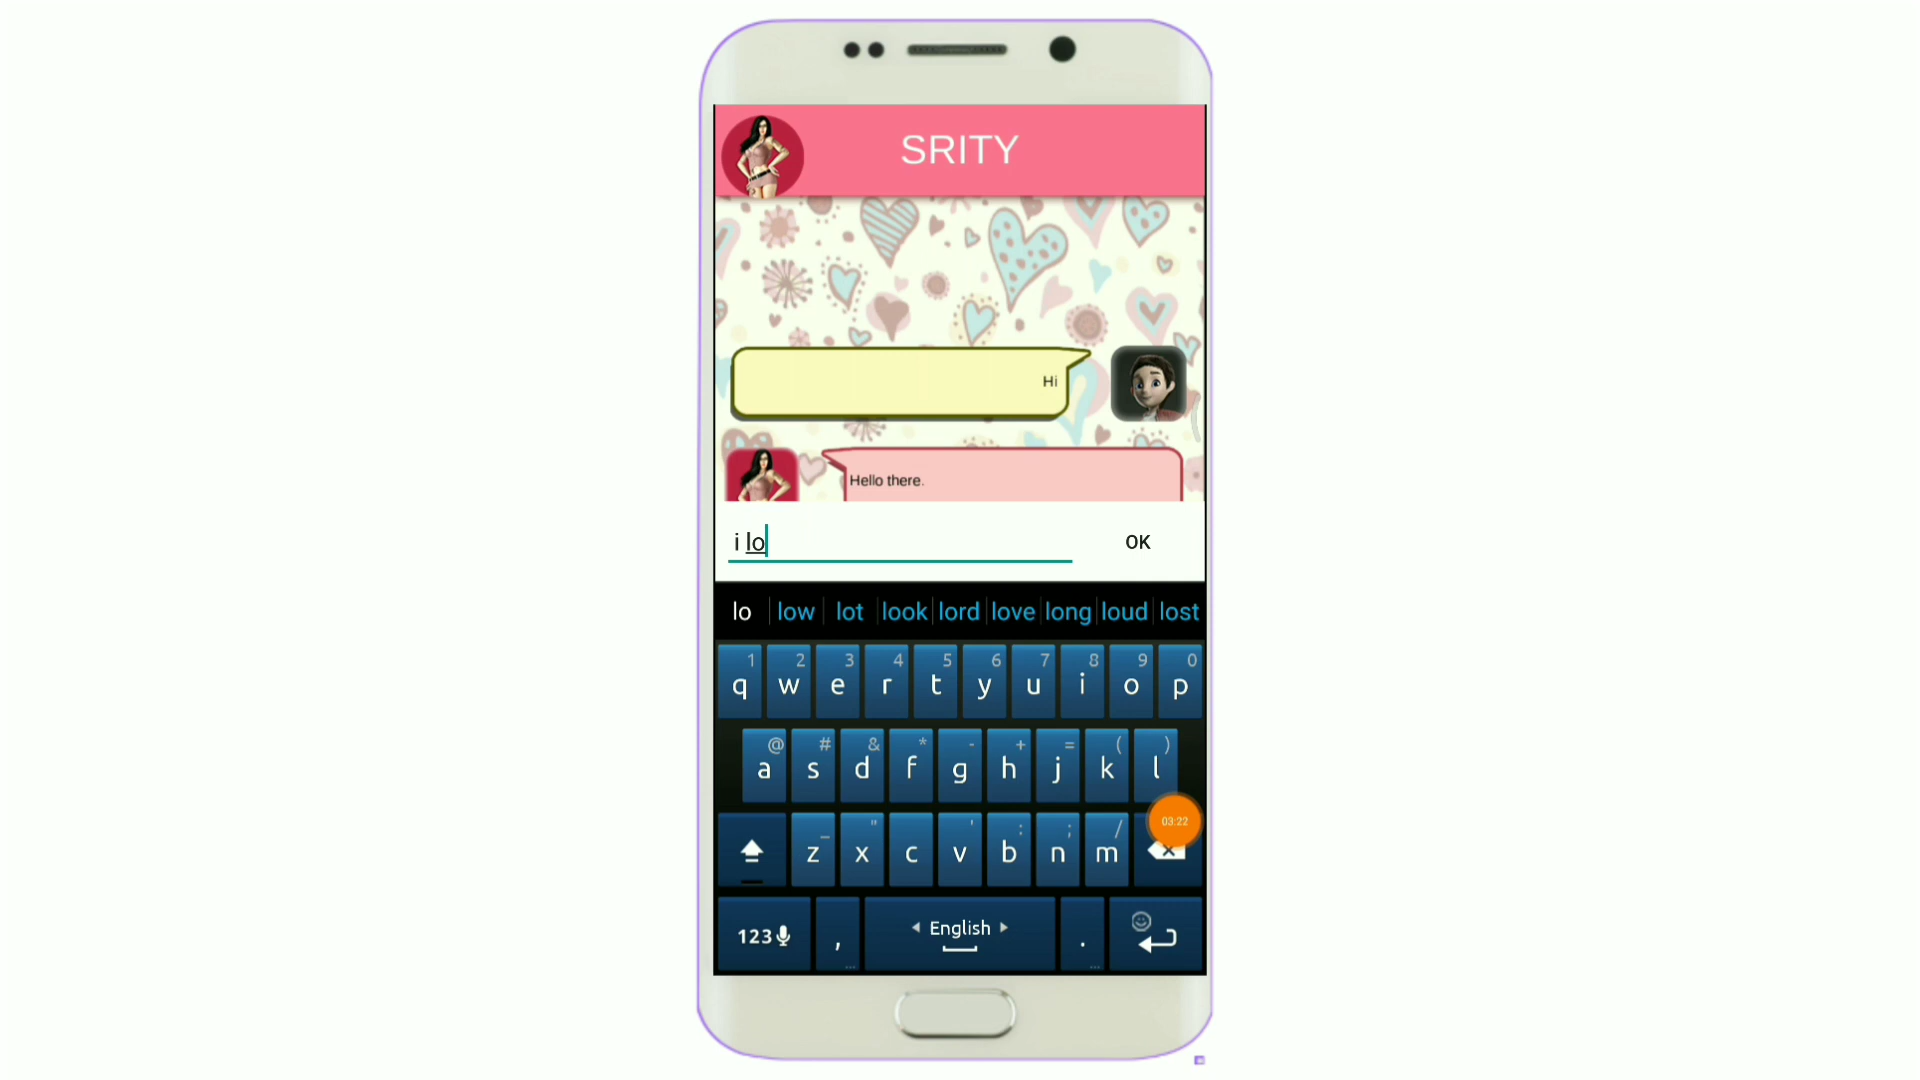 SRITY
Hi
Hello there.
i lo
OK
lo low lot look lord love long loud lost
1 2 3 4 5 6 7 8 9 0
q w e r t y u i o p
@ # & * - + = ( )
a s d f g h j k l
03:22
_ " ' : ; /
z x c v b n m
123 , English .